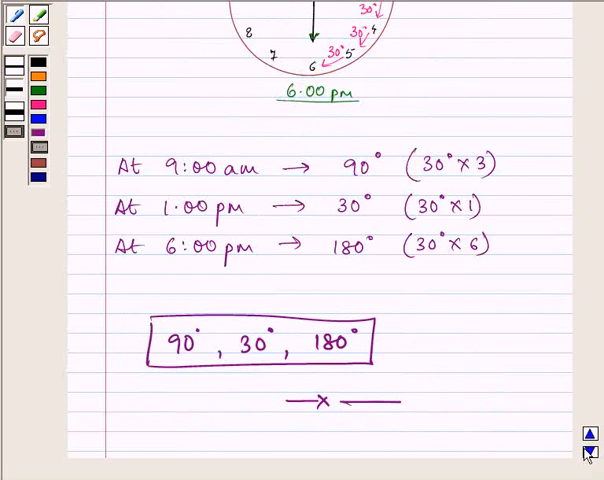 30°
8
30°
4
7
30°
5
6
6.00 pm
At 9:00 am → 90° (30° × 3)
At 1.00 pm → 30° (30° × 1)
At 6:00 pm → 180° (30° × 6)
90° , 30° , 180°